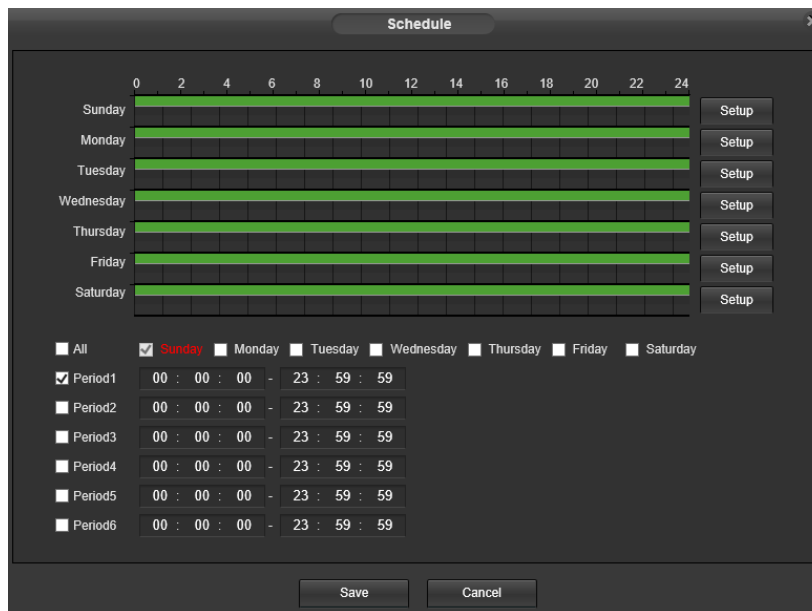 Schedule
0 2 4 6 8 10 12 14 16 18 20 22 24
Sunday Setup
Monday Setup
Tuesday Setup
Wednesday Setup
Thursday Setup
Friday Setup
Saturday Setup
All Sunday Monday Tuesday Wednesday Thursday Friday Saturday
Period1 00 : 00 : 00 - 23 : 59 : 59
Period2 00 : 00 : 00 - 23 : 59 : 59
Period3 00 : 00 : 00 - 23 : 59 : 59
Period4 00 : 00 : 00 - 23 : 59 : 59
Period5 00 : 00 : 00 - 23 : 59 : 59
Period6 00 : 00 : 00 - 23 : 59 : 59
Save Cancel